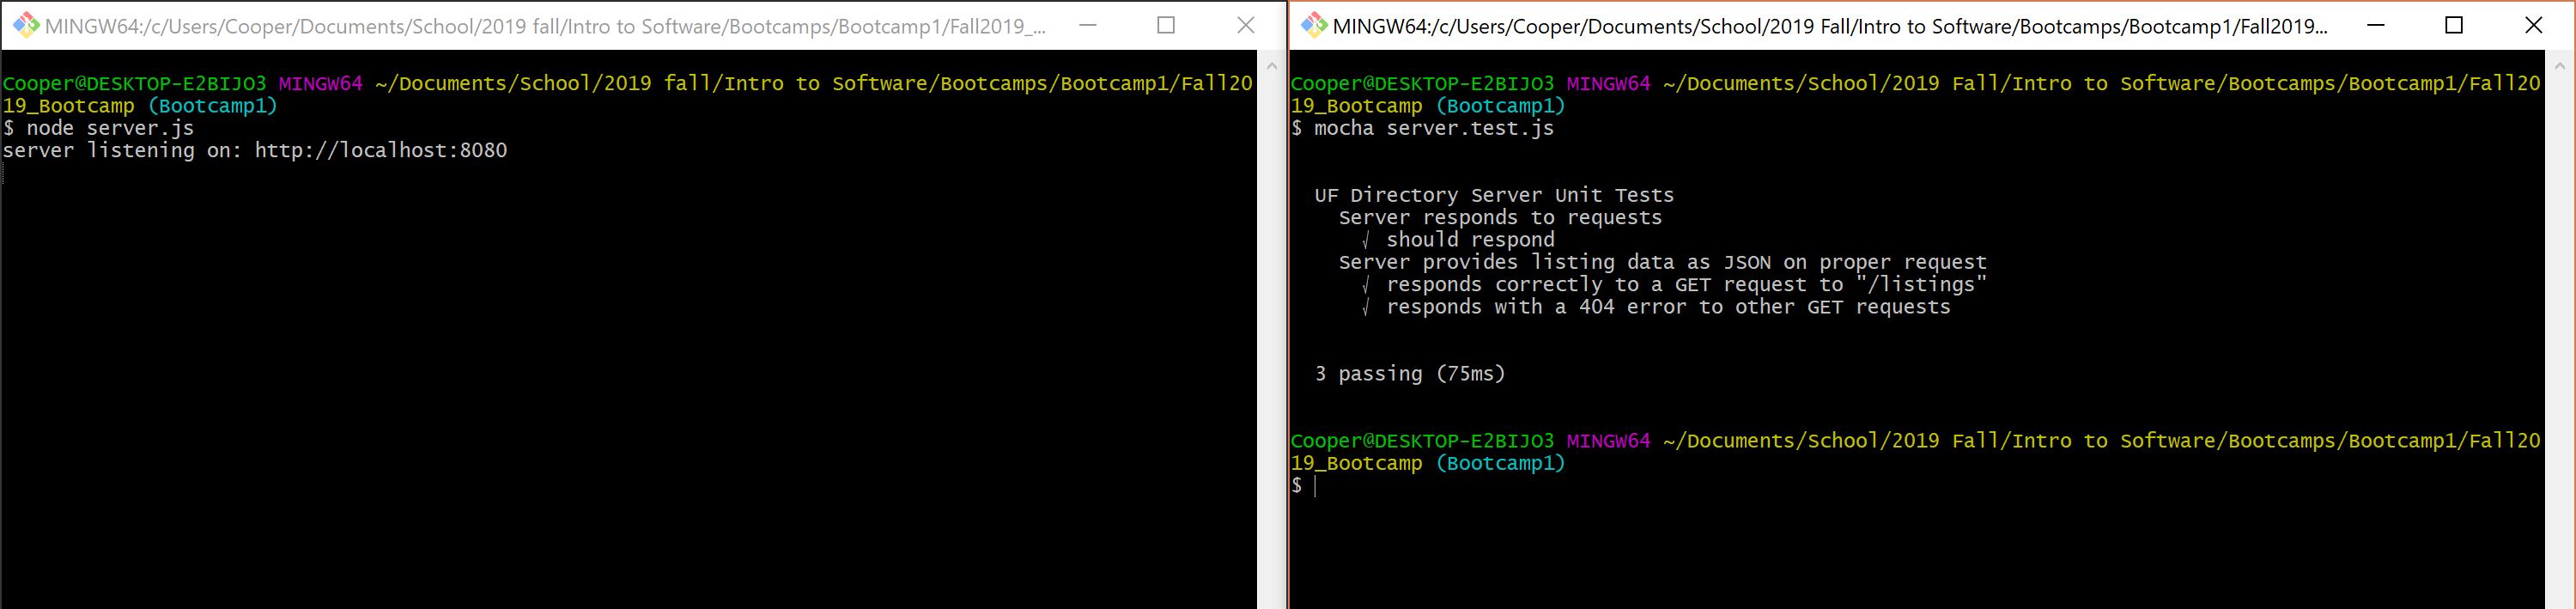 MINGW64:/c/Users/Cooper/Documents/School/2019 fall/Intro to Software/Bootcamps/Bootcamp1/Fall2019_...
Cooper@DESKTOP-E2BIJO3 MINGW64 ~/Documents/School/2019 fall/Intro to Software/Bootcamps/Bootcamp1/Fall20
19_Bootcamp (Bootcamp1)
$ node server.js
server listening on: http://localhost:8080
MINGW64:/c/Users/Cooper/Documents/School/2019 Fall/Intro to Software/Bootcamps/Bootcamp1/Fall2019...
Cooper@DESKTOP-E2BIJO3 MINGW64 ~/Documents/School/2019 Fall/Intro to Software/Bootcamps/Bootcamp1/Fall20
19_Bootcamp (Bootcamp1)
$ mocha server.test.js
UF Directory Server Unit Tests
Server responds to requests
√ should respond
Server provides listing data as JSON on proper request
√ responds correctly to a GET request to "/listings"
√ responds with a 404 error to other GET requests
3 passing (75ms)
Cooper@DESKTOP-E2BIJO3 MINGW64 ~/Documents/School/2019 Fall/Intro to Software/Bootcamps/Bootcamp1/Fall20
19_Bootcamp (Bootcamp1)
$